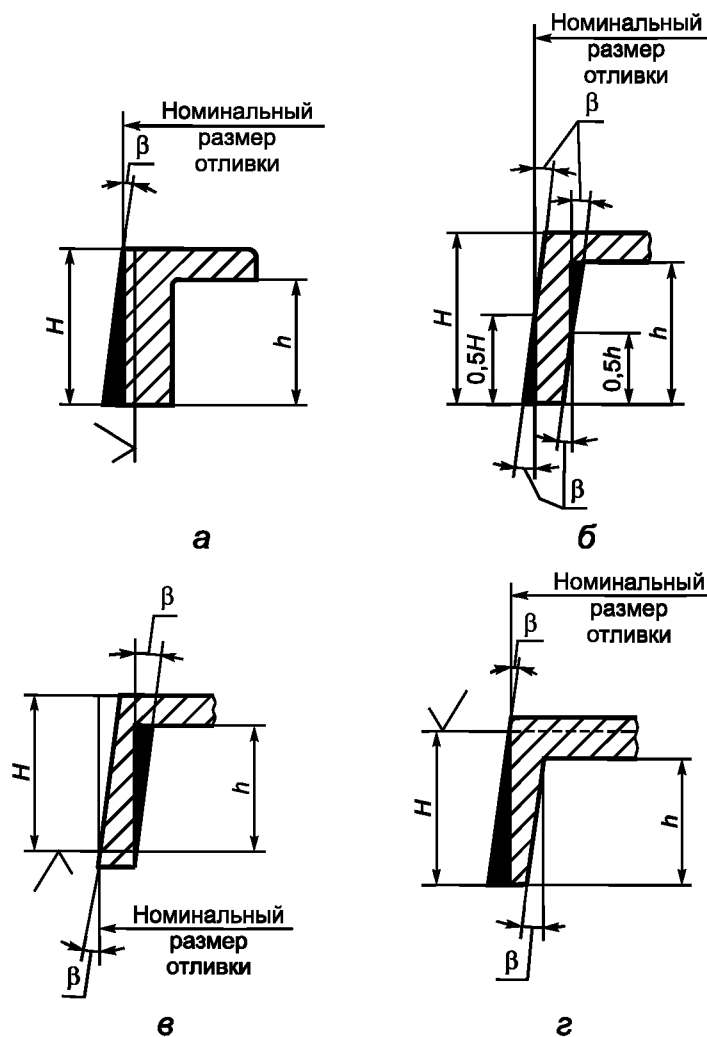 Номинальный
размер
отливки
β
H
h
а
Номинальный
размер
отливки
β
H
0,5H
0,5h
h
β
б
β
H
h
Номинальный
размер
отливки
β
в
Номинальный
размер
отливки
β
H
h
β
г